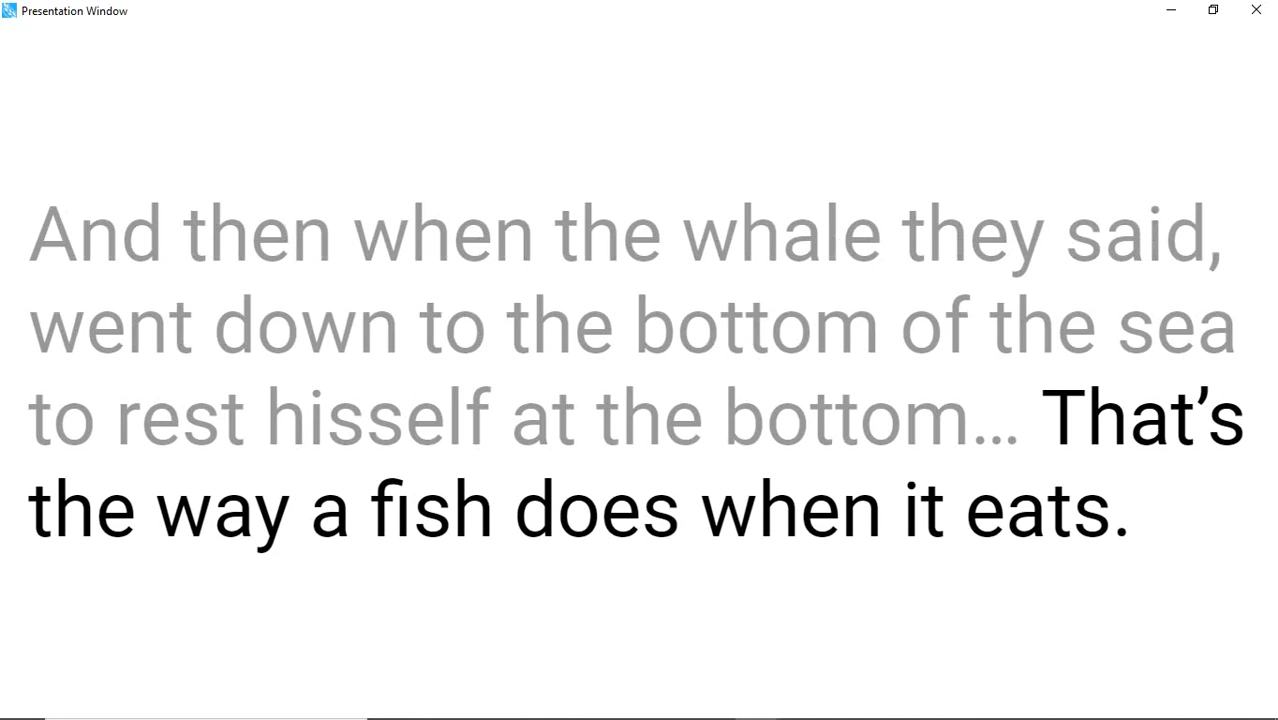 Presentation Window
And then when the whale they said,
went down to the bottom of the sea
to rest hisself at the bottom… That’s
the way a fish does when it eats.